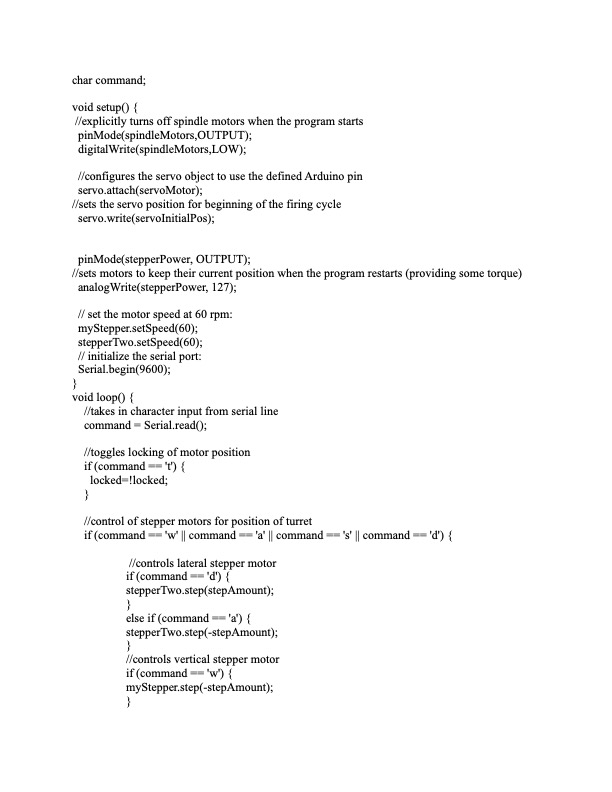 char command;
void setup() {
//explicitly turns off spindle motors when the program starts
pinMode(spindleMotors,OUTPUT);
digitalWrite(spindleMotors,LOW);
//configures the servo object to use the defined Arduino pin
servo.attach(servoMotor);
//sets the servo position for beginning of the firing cycle
servo.write(servoInitialPos);
pinMode(stepperPower, OUTPUT);
//sets motors to keep their current position when the program restarts (providing some torque)
analogWrite(stepperPower, 127);
// set the motor speed at 60 rpm:
myStepper.setSpeed(60);
stepperTwo.setSpeed(60);
// initialize the serial port:
Serial.begin(9600);
}
void loop() {
//takes in character input from serial line
command = Serial.read();
//toggles locking of motor position
if (command == 't') {
locked=!locked;
}
//control of stepper motors for position of turret
if (command == 'w' || command == 'a' || command == 's' || command == 'd') {
//controls lateral stepper motor
if (command == 'd') {
stepperTwo.step(stepAmount);
}
else if (command == 'a') {
stepperTwo.step(-stepAmount);
}
//controls vertical stepper motor
if (command == 'w') {
myStepper.step(-stepAmount);
}